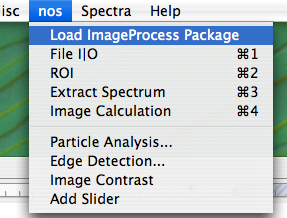 isc nos Spectra Help
Load ImageProcess Package
File I|O ⌘1
ROI ⌘2
Extract Spectrum ⌘3
Image Calculation ⌘4
Particle Analysis...
Edge Detection...
Image Contrast
Add Slider